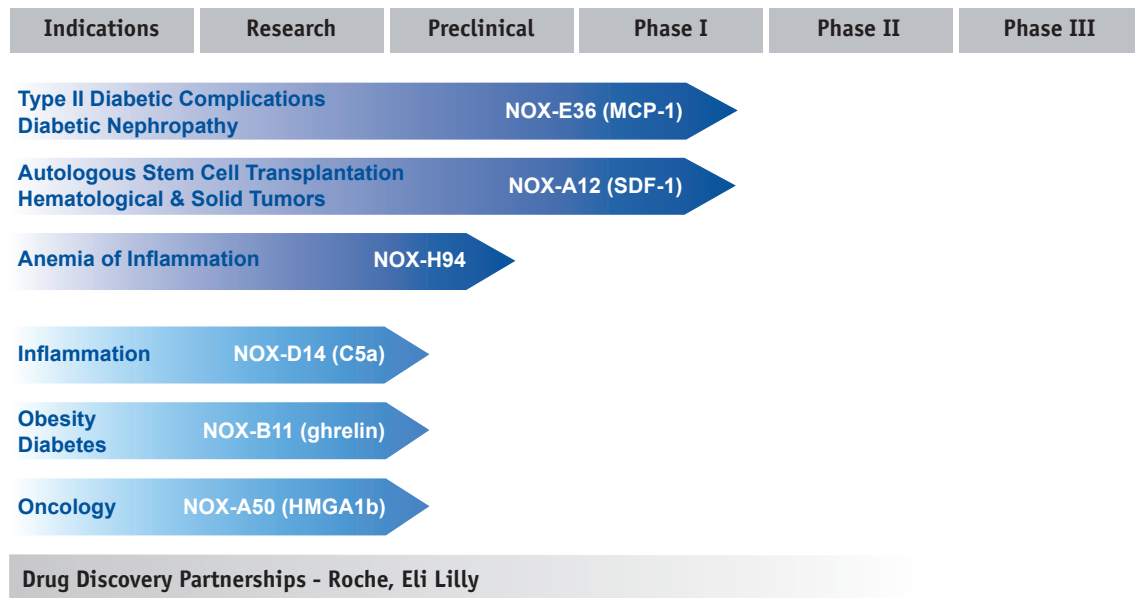 Indications Research Preclinical Phase I Phase II Phase III
Type II Diabetic Complications
Diabetic Nephropathy
NOX-E36 (MCP-1)
Autologous Stem Cell Transplantation
Hematological & Solid Tumors
NOX-A12 (SDF-1)
Anemia of Inflammation NOX-H94
Inflammation NOX-D14 (C5a)
Obesity
Diabetes
NOX-B11 (ghrelin)
Oncology NOX-A50 (HMGA1b)
Drug Discovery Partnerships - Roche, Eli Lilly